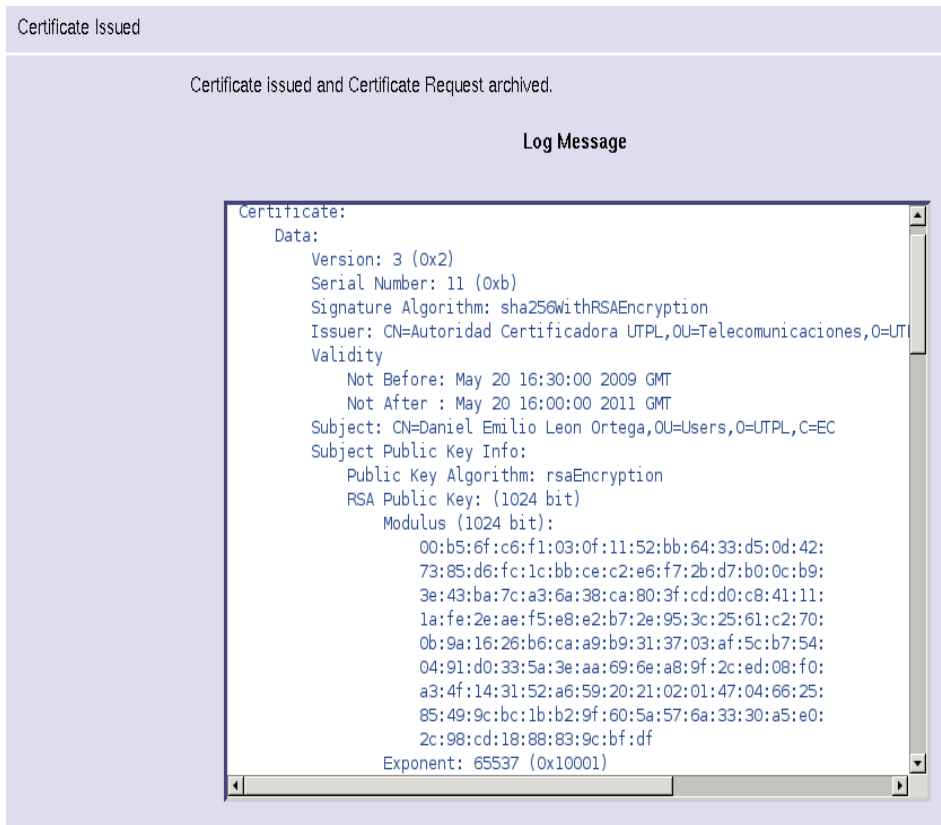 Certificate Issued
Certificate issued and Certificate Request archived.
Log Message
Certificate:
Data:
Version: 3 (0x2)
Serial Number: 11 (0xb)
Signature Algorithm: sha256WithRSAEncryption
Issuer: CN=Autoridad Certificadora UTPL,OU=Telecomunicaciones,O=UTI
Validity
Not Before: May 20 16:30:00 2009 GMT
Not After : May 20 16:00:00 2011 GMT
Subject: CN=Daniel Emilio Leon Ortega,OU=Users,O=UTPL,C=EC
Subject Public Key Info:
Public Key Algorithm: rsaEncryption
RSA Public Key: (1024 bit)
Modulus (1024 bit):
00:b5:6f:c6:f1:03:0f:11:52:bb:64:33:d5:0d:42:
73:85:d6:fc:1c:bb:ce:c2:e6:f7:2b:d7:b0:0c:b9:
3e:43:ba:7c:a3:6a:38:ca:80:3f:cd:d0:c8:41:11:
1a:fe:2e:ae:f5:e8:e2:b7:2e:95:3c:25:61:c2:70:
0b:9a:16:26:b6:ca:a9:b9:31:37:03:af:5c:b7:54:
04:91:d0:33:5a:3e:aa:69:6e:a8:9f:2c:ed:08:f0:
a3:4f:14:31:52:a6:59:20:21:02:01:47:04:66:25:
85:49:9c:bc:1b:b2:9f:60:5a:57:6a:33:30:a5:e0:
2c:98:cd:18:88:83:9c:bf:df
Exponent: 65537 (0x10001)